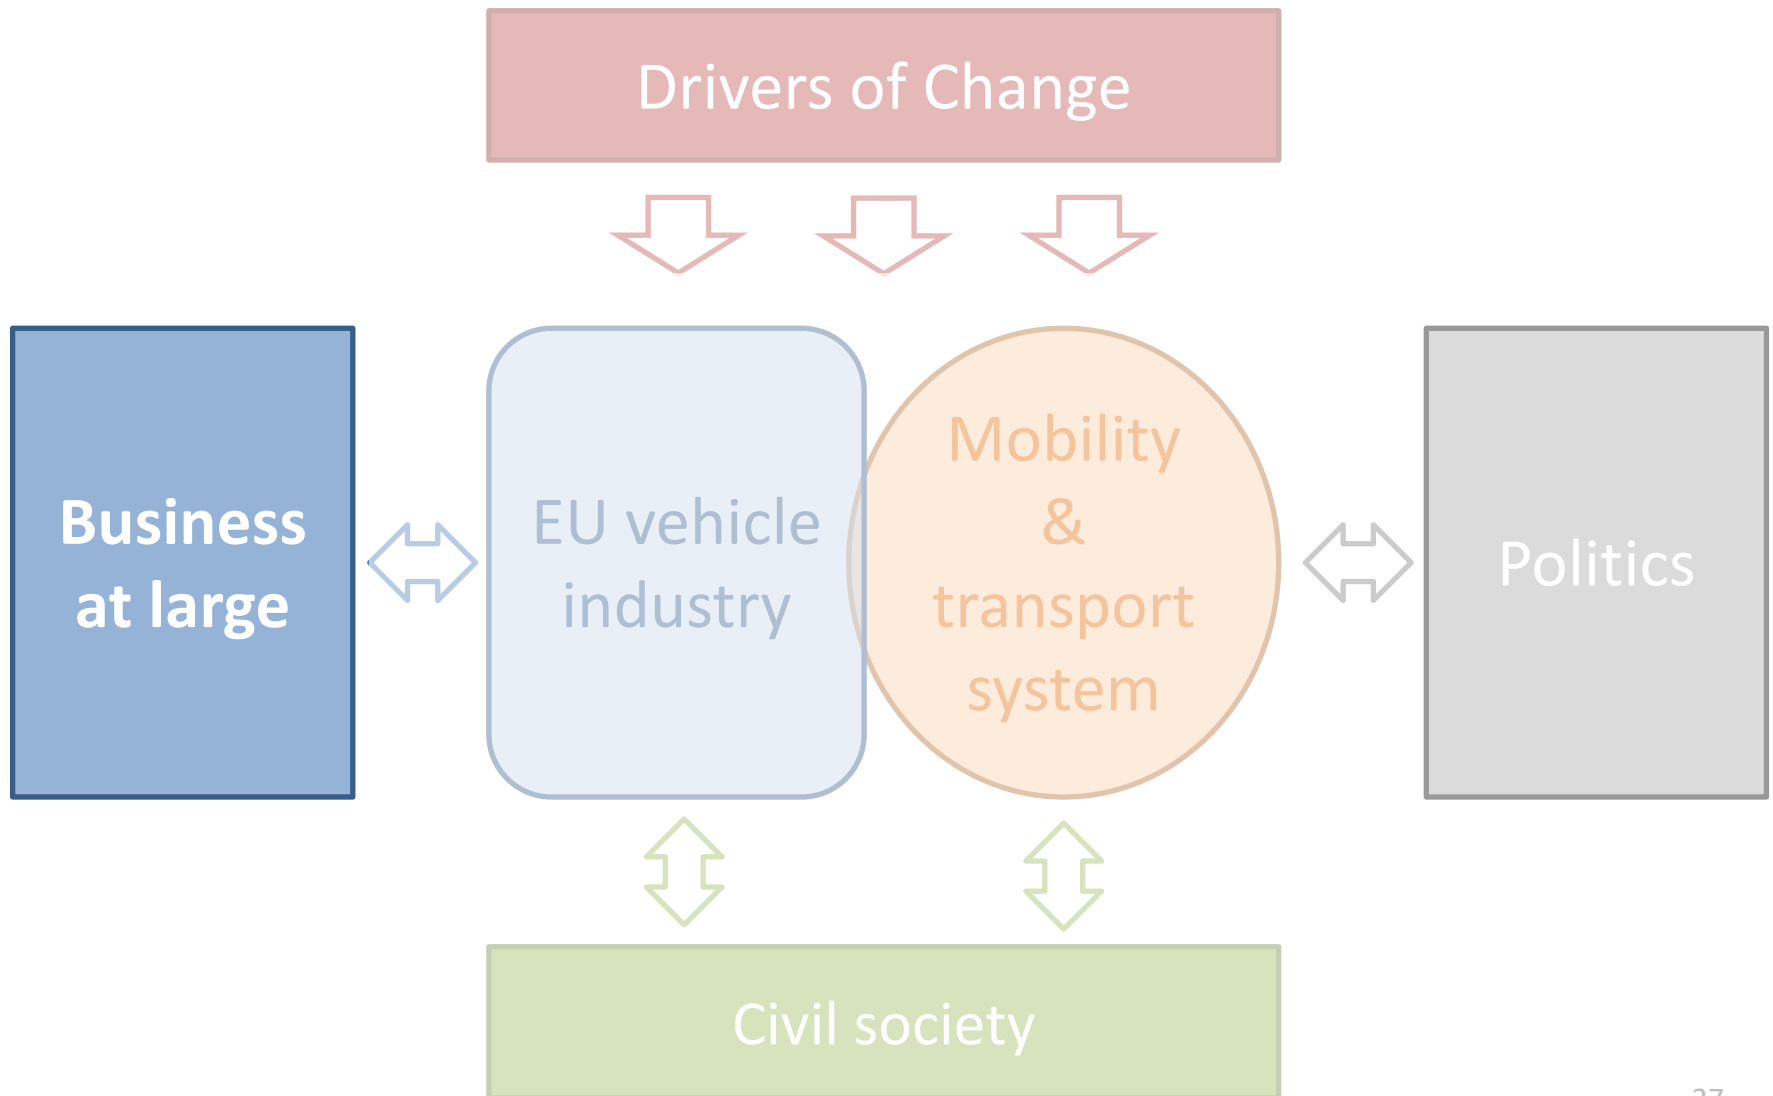 Drivers of Change
Business
at large
EU vehicle
industry
Mobility
&
transport
system
Politics
Civil society